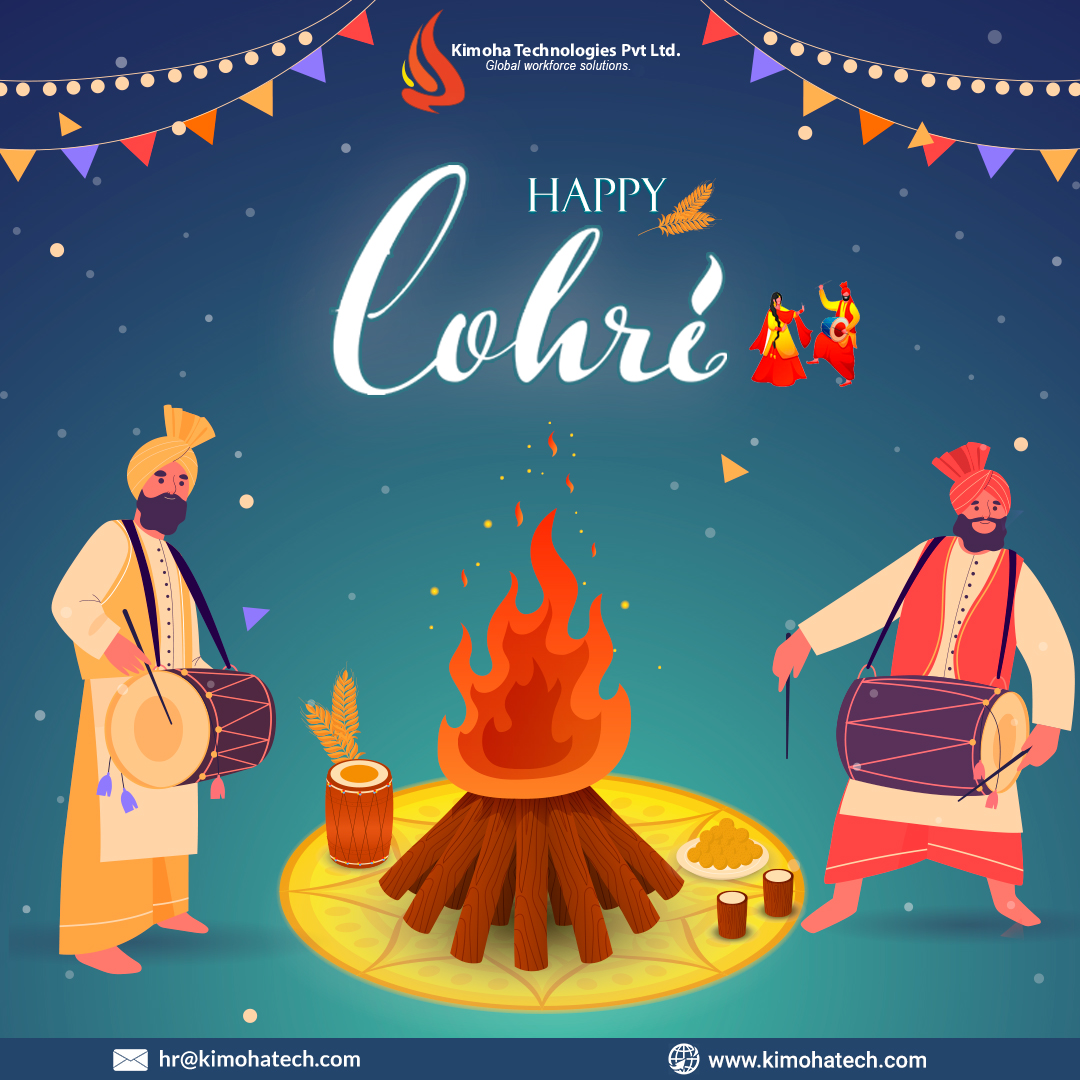 Kimoha Technologies Pvt Ltd.
Global workforce solutions.
HAPPY
Lohri
hr@kimohatech.com
www.kimohatech.com